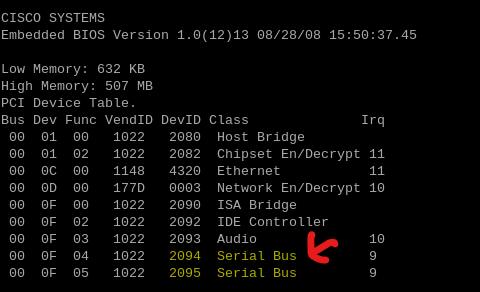 CISCO SYSTEMS
Embedded BIOS Version 1.0(12)13 08/28/08 15:50:37.45
Low Memory: 632 KB
High Memory: 507 MB
PCI Device Table.
Bus Dev Func VendID DevID Class Irq
00 01 00 1022 2080 Host Bridge
00 01 02 1022 2082 Chipset En/Decrypt 11
00 0C 00 1148 4320 Ethernet 11
00 0D 00 177D 0003 Network En/Decrypt 10
00 0F 00 1022 2090 ISA Bridge
00 0F 02 1022 2092 IDE Controller
00 0F 03 1022 2093 Audio 10
00 0F 04 1022 2094 Serial Bus 9
00 0F 05 1022 2095 Serial Bus 9